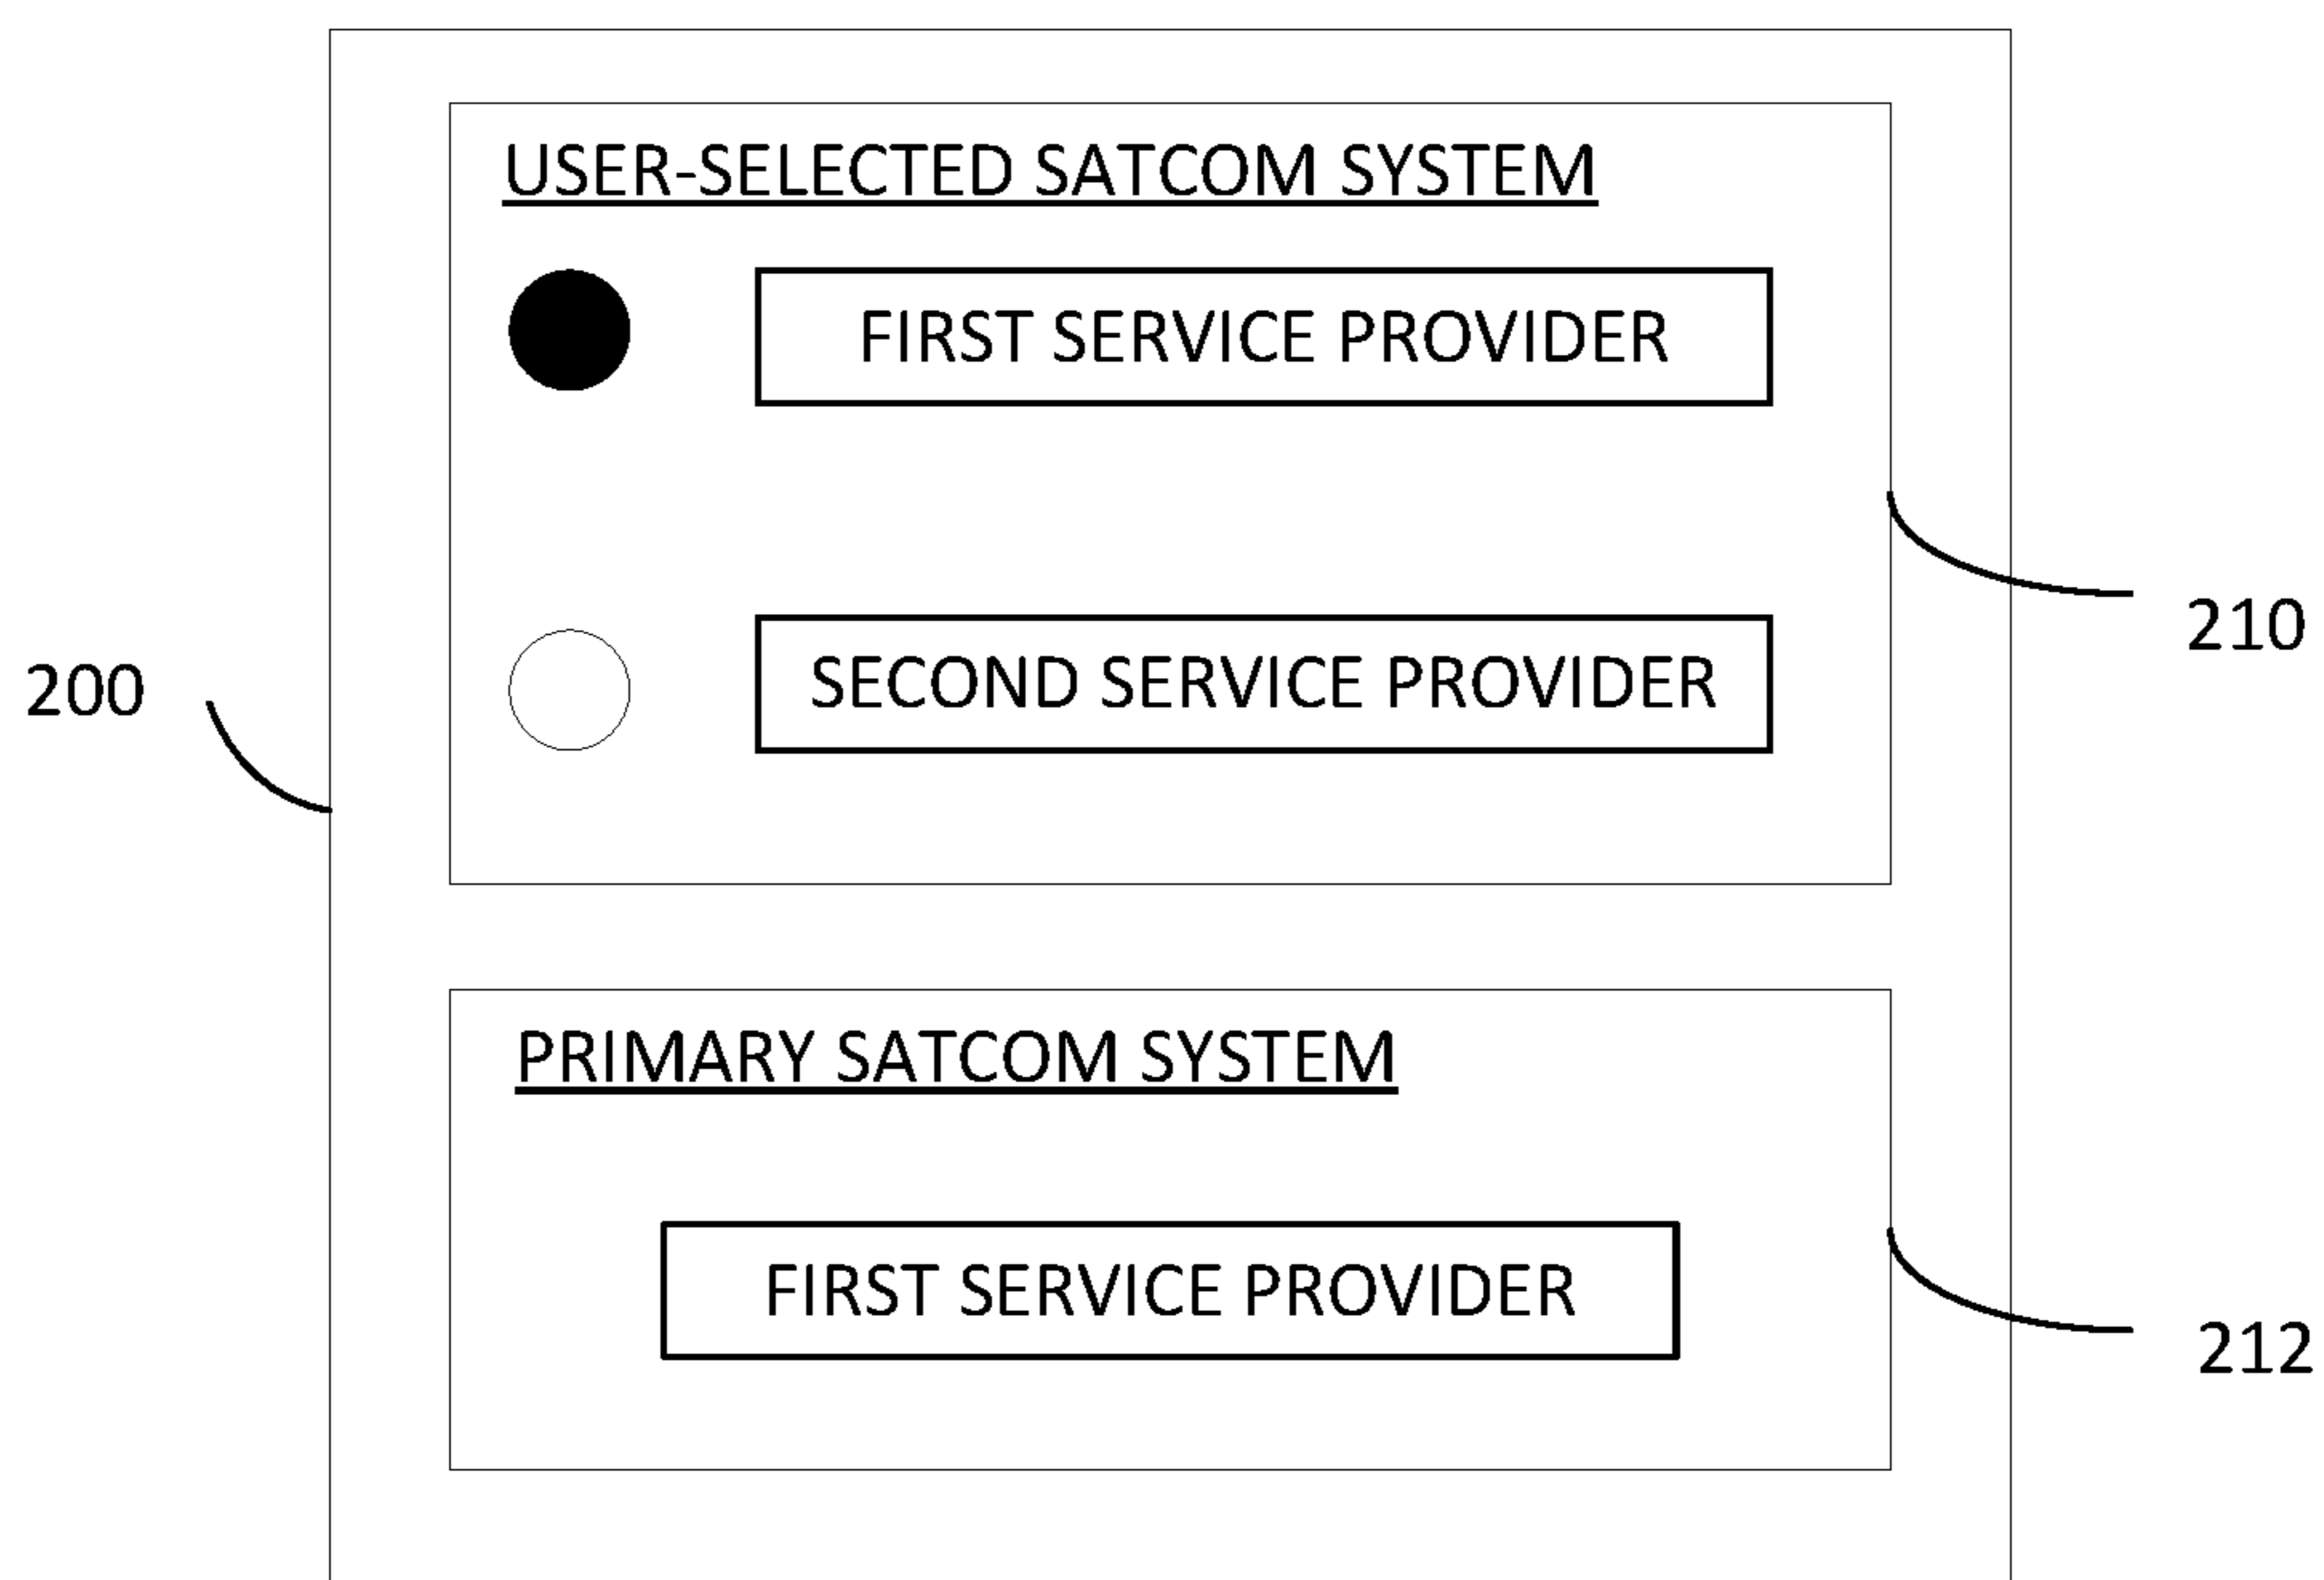 USER-SELECTED SATCOM SYSTEM
FIRST SERVICE PROVIDER
SECOND SERVICE PROVIDER
200
210
PRIMARY SATCOM SYSTEM
FIRST SERVICE PROVIDER
212